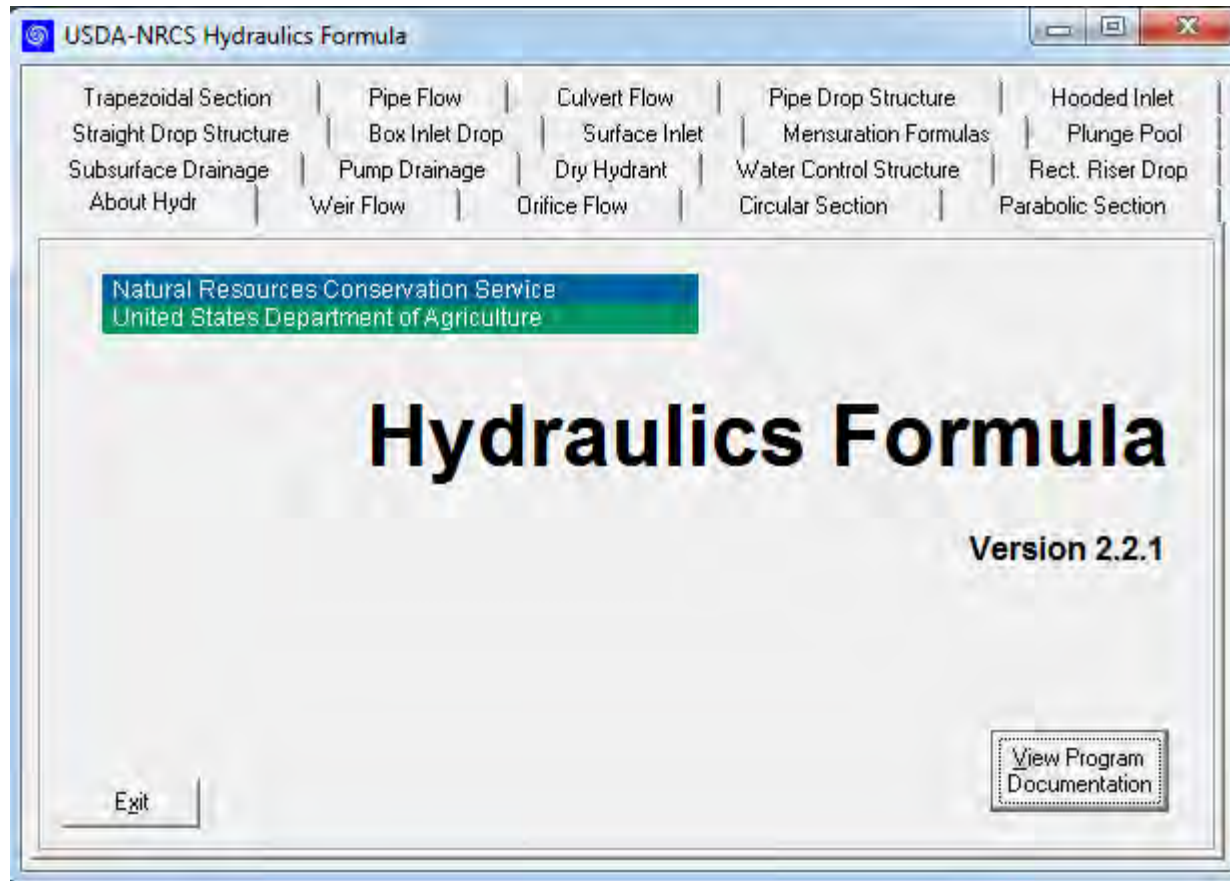 USDA-NRCS Hydraulics Formula
Trapezoidal Section Pipe Flow Culvert Flow Pipe Drop Structure Hooded Inlet
Straight Drop Structure Box Inlet Drop Surface Inlet Mensuration Formulas Plunge Pool
Subsurface Drainage Pump Drainage Dry Hydrant Water Control Structure Rect. Riser Drop
About Hydr Weir Flow Orifice Flow Circular Section Parabolic Section
Natural Resources Conservation Service
United States Department of Agriculture
Hydraulics Formula
Version 2.2.1
View Program
Documentation
Exit